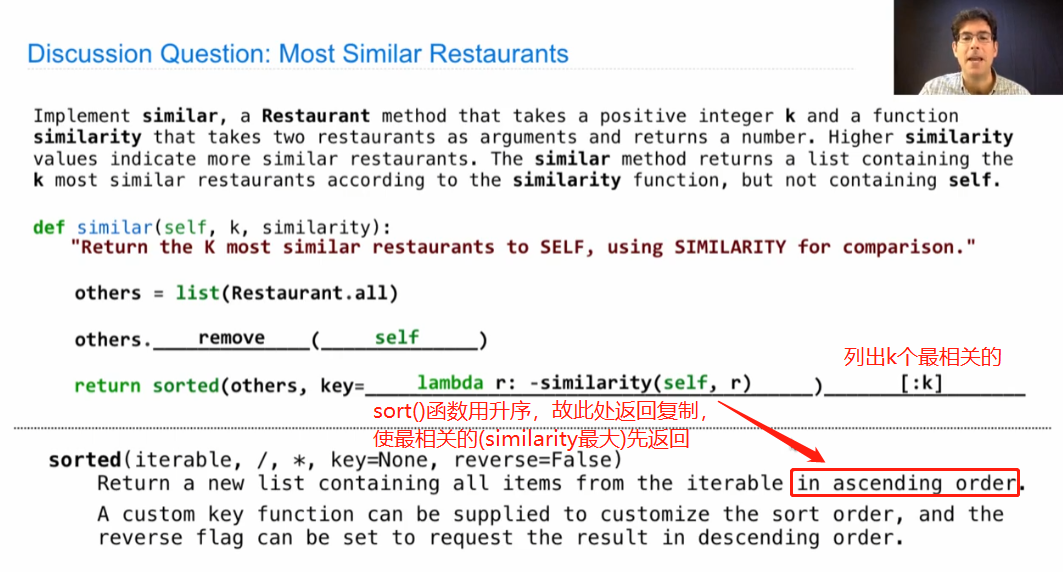 Discussion Question: Most Similar Restaurants
Implement similar, a Restaurant method that takes a positive integer k and a function
similarity that takes two restaurants as arguments and returns a number. Higher similarity
values indicate more similar restaurants. The similar method returns a list containing the
k most similar restaurants according to the similarity function, but not containing self.
def similar(self, k, similarity):
"Return the K most similar restaurants to SELF, using SIMILARITY for comparison."
others = list(Restaurant.all)
others.____remove____(____self____)
列出k个最相关的
return sorted(others, key=____lambda r: -similarity(self, r)____)____[:k]____
sort()函数用升序，故此处返回复制，
使最相关的(similarity最大)先返回
sorted(iterable, /, *, key=None, reverse=False)
Return a new list containing all items from the iterable in ascending order.
A custom key function can be supplied to customize the sort order, and the
reverse flag can be set to request the result in descending order.